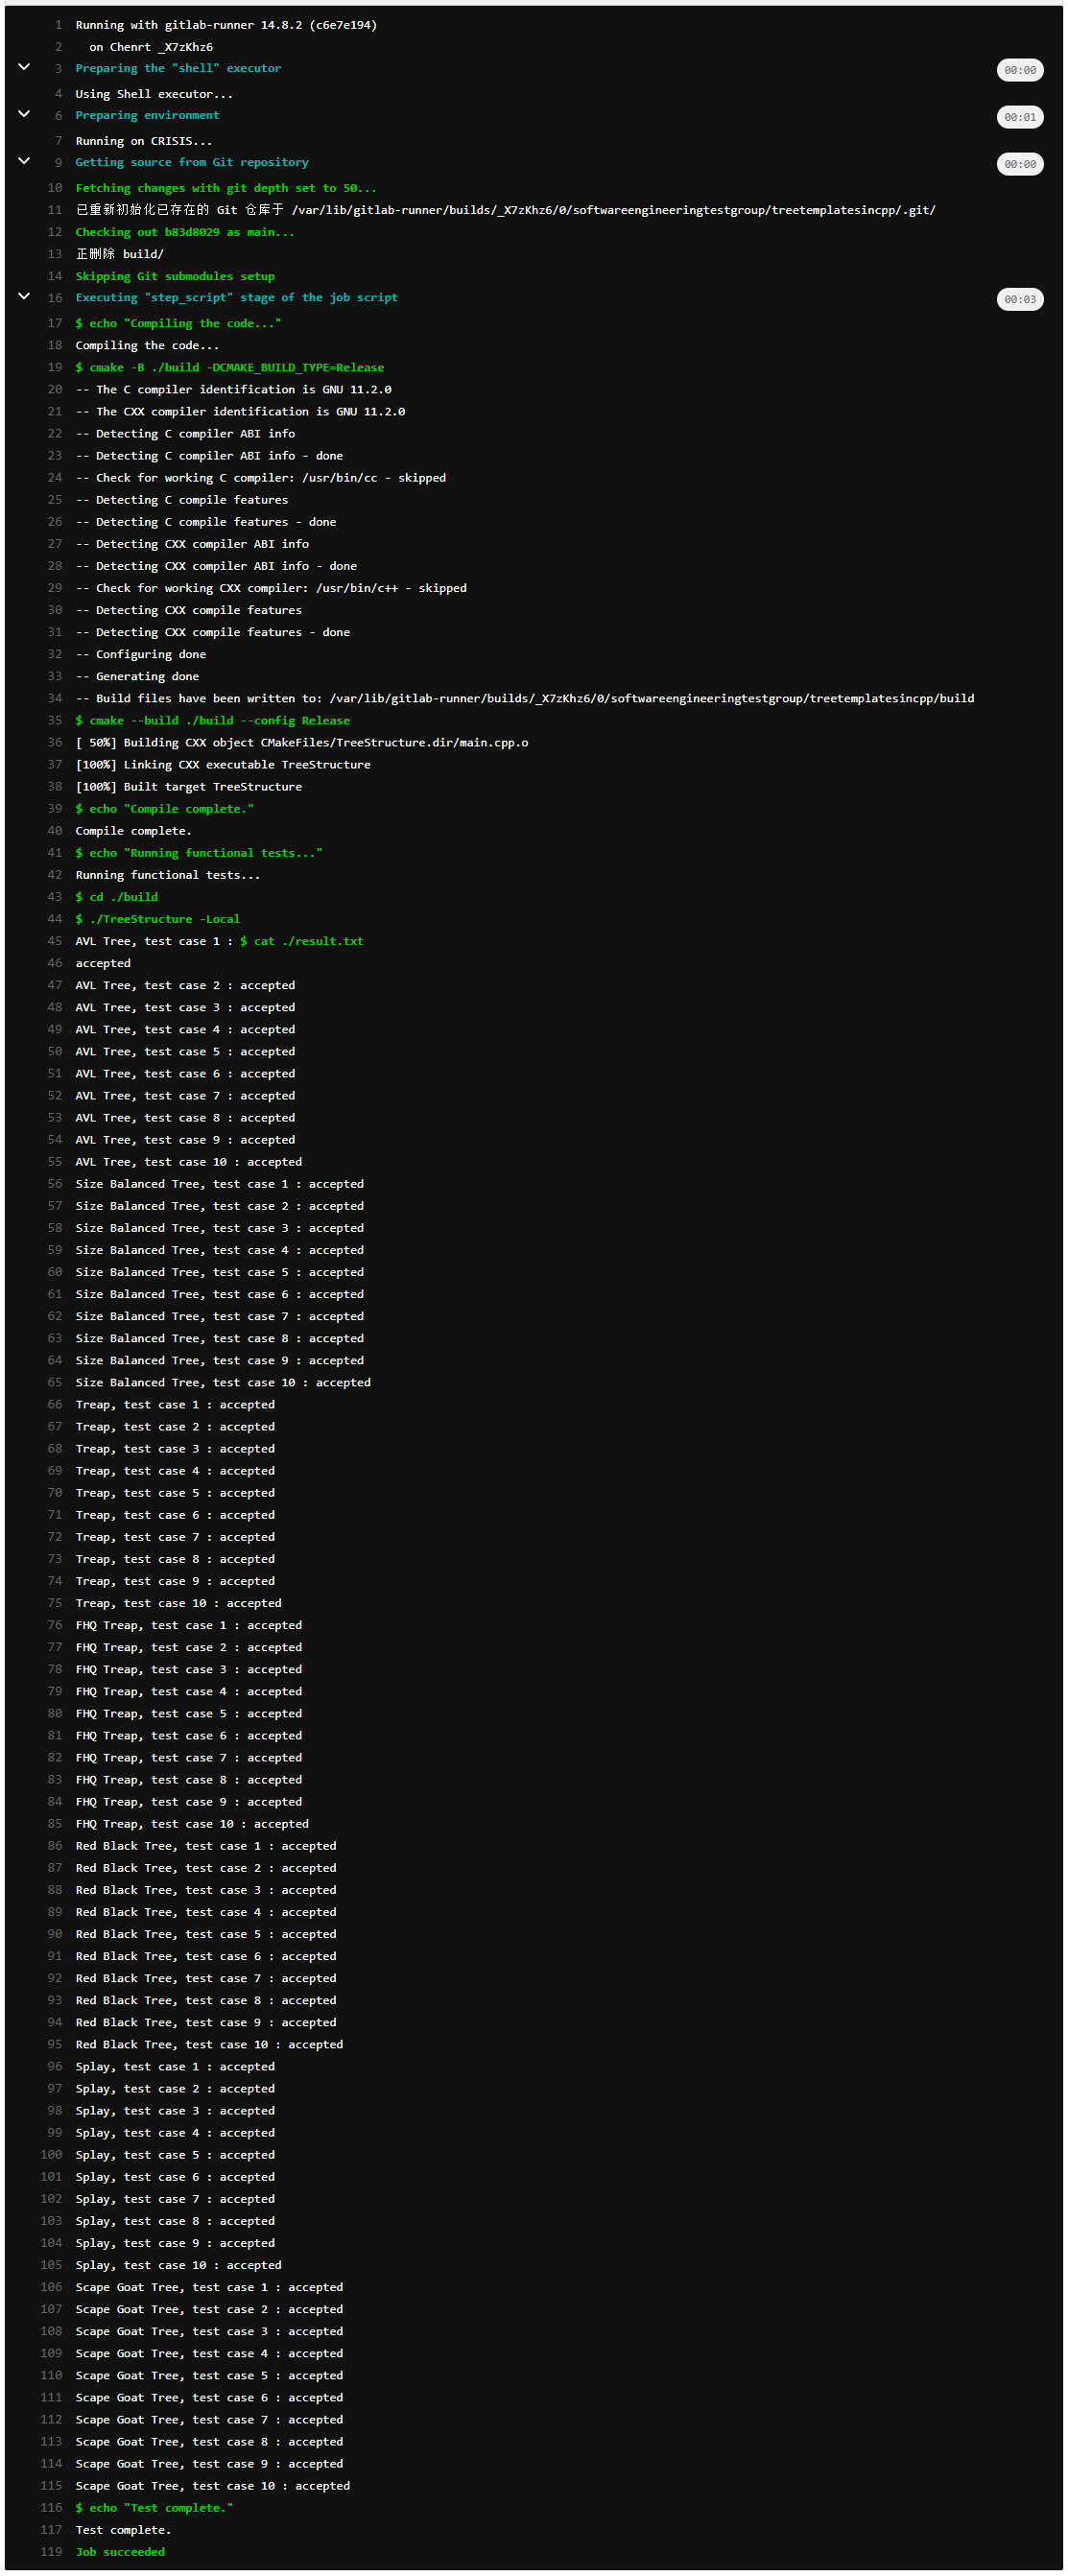 1 Running with gitlab-runner 14.8.2 (c6e7e194)
2 on Chenrt _X7zKhz6
3 Preparing the "shell" executor 00:00
4 Using Shell executor...
6 Preparing environment 00:01
7 Running on CRISIS...
9 Getting source from Git repository 00:00
10 Fetching changes with git depth set to 50...
11 已重新初始化已存在的 Git 仓库于 /var/lib/gitlab-runner/builds/_X7zKhz6/0/softwareengineeringtestgroup/treetemplatesincpp/.git/
12 Checking out b83d8029 as main...
13 正删除 build/
14 Skipping Git submodules setup
16 Executing "step_script" stage of the job script 00:03
17 $ echo "Compiling the code..."
18 Compiling the code...
19 $ cmake -B ./build -DCMAKE_BUILD_TYPE=Release
20 -- The C compiler identification is GNU 11.2.0
21 -- The CXX compiler identification is GNU 11.2.0
22 -- Detecting C compiler ABI info
23 -- Detecting C compiler ABI info - done
24 -- Check for working C compiler: /usr/bin/cc - skipped
25 -- Detecting C compile features
26 -- Detecting C compile features - done
27 -- Detecting CXX compiler ABI info
28 -- Detecting CXX compiler ABI info - done
29 -- Check for working CXX compiler: /usr/bin/c++ - skipped
30 -- Detecting CXX compile features
31 -- Detecting CXX compile features - done
32 -- Configuring done
33 -- Generating done
34 -- Build files have been written to: /var/lib/gitlab-runner/builds/_X7zKhz6/0/softwareengineeringtestgroup/treetemplatesincpp/build
35 $ cmake --build ./build --config Release
36 [ 50%] Building CXX object CMakeFiles/TreeStructure.dir/main.cpp.o
37 [100%] Linking CXX executable TreeStructure
38 [100%] Built target TreeStructure
39 $ echo "Compile complete."
40 Compile complete.
41 $ echo "Running functional tests..."
42 Running functional tests...
43 $ cd ./build
44 $ ./TreeStructure -Local
45 AVL Tree, test case 1 : $ cat ./result.txt
46 accepted
47 AVL Tree, test case 2 : accepted
48 AVL Tree, test case 3 : accepted
49 AVL Tree, test case 4 : accepted
50 AVL Tree, test case 5 : accepted
51 AVL Tree, test case 6 : accepted
52 AVL Tree, test case 7 : accepted
53 AVL Tree, test case 8 : accepted
54 AVL Tree, test case 9 : accepted
55 AVL Tree, test case 10 : accepted
56 Size Balanced Tree, test case 1 : accepted
57 Size Balanced Tree, test case 2 : accepted
58 Size Balanced Tree, test case 3 : accepted
59 Size Balanced Tree, test case 4 : accepted
60 Size Balanced Tree, test case 5 : accepted
61 Size Balanced Tree, test case 6 : accepted
62 Size Balanced Tree, test case 7 : accepted
63 Size Balanced Tree, test case 8 : accepted
64 Size Balanced Tree, test case 9 : accepted
65 Size Balanced Tree, test case 10 : accepted
66 Treap, test case 1 : accepted
67 Treap, test case 2 : accepted
68 Treap, test case 3 : accepted
69 Treap, test case 4 : accepted
70 Treap, test case 5 : accepted
71 Treap, test case 6 : accepted
72 Treap, test case 7 : accepted
73 Treap, test case 8 : accepted
74 Treap, test case 9 : accepted
75 Treap, test case 10 : accepted
76 FHQ Treap, test case 1 : accepted
77 FHQ Treap, test case 2 : accepted
78 FHQ Treap, test case 3 : accepted
79 FHQ Treap, test case 4 : accepted
80 FHQ Treap, test case 5 : accepted
81 FHQ Treap, test case 6 : accepted
82 FHQ Treap, test case 7 : accepted
83 FHQ Treap, test case 8 : accepted
84 FHQ Treap, test case 9 : accepted
85 FHQ Treap, test case 10 : accepted
86 Red Black Tree, test case 1 : accepted
87 Red Black Tree, test case 2 : accepted
88 Red Black Tree, test case 3 : accepted
89 Red Black Tree, test case 4 : accepted
90 Red Black Tree, test case 5 : accepted
91 Red Black Tree, test case 6 : accepted
92 Red Black Tree, test case 7 : accepted
93 Red Black Tree, test case 8 : accepted
94 Red Black Tree, test case 9 : accepted
95 Red Black Tree, test case 10 : accepted
96 Splay, test case 1 : accepted
97 Splay, test case 2 : accepted
98 Splay, test case 3 : accepted
99 Splay, test case 4 : accepted
100 Splay, test case 5 : accepted
101 Splay, test case 6 : accepted
102 Splay, test case 7 : accepted
103 Splay, test case 8 : accepted
104 Splay, test case 9 : accepted
105 Splay, test case 10 : accepted
106 Scape Goat Tree, test case 1 : accepted
107 Scape Goat Tree, test case 2 : accepted
108 Scape Goat Tree, test case 3 : accepted
109 Scape Goat Tree, test case 4 : accepted
110 Scape Goat Tree, test case 5 : accepted
111 Scape Goat Tree, test case 6 : accepted
112 Scape Goat Tree, test case 7 : accepted
113 Scape Goat Tree, test case 8 : accepted
114 Scape Goat Tree, test case 9 : accepted
115 Scape Goat Tree, test case 10 : accepted
116 $ echo "Test complete."
117 Test complete.
119 Job succeeded